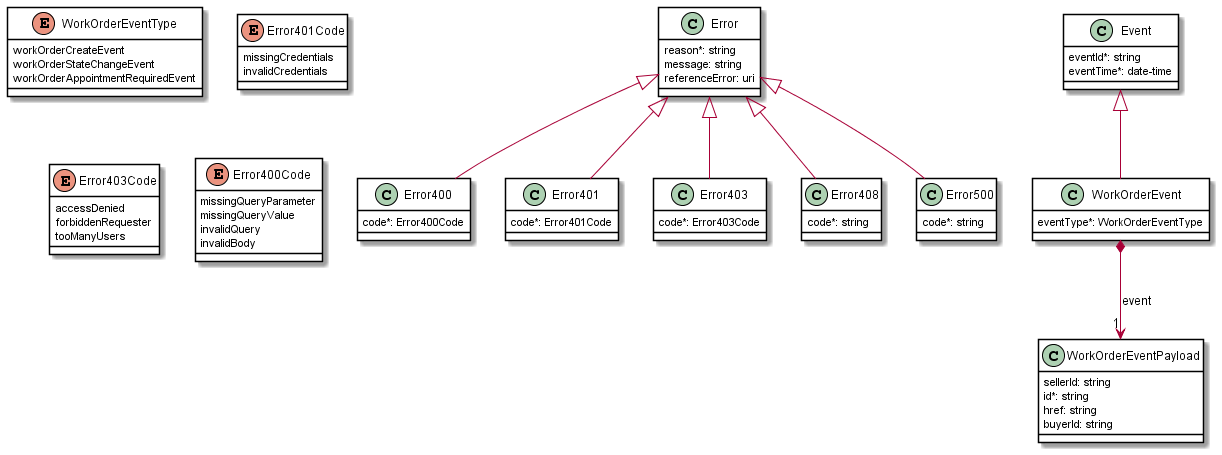 E WorkOrderEventType
workOrderCreateEvent
workOrderStateChangeEvent
workOrderAppointmentRequiredEvent
E Error401Code
missingCredentials
invalidCredentials
C Error
reason*: string
message: string
referenceError: uri
C Event
eventId*: string
eventTime*: date-time
E Error403Code
accessDenied
forbiddenRequester
tooManyUsers
E Error400Code
missingQueryParameter
missingQueryValue
invalidQuery
invalidBody
C Error400
code*: Error400Code
C Error401
code*: Error401Code
C Error403
code*: Error403Code
C Error408
code*: string
C Error500
code*: string
C WorkOrderEvent
eventType*: WorkOrderEventType
event
1
C WorkOrderEventPayload
sellerId: string
id*: string
href: string
buyerId: string